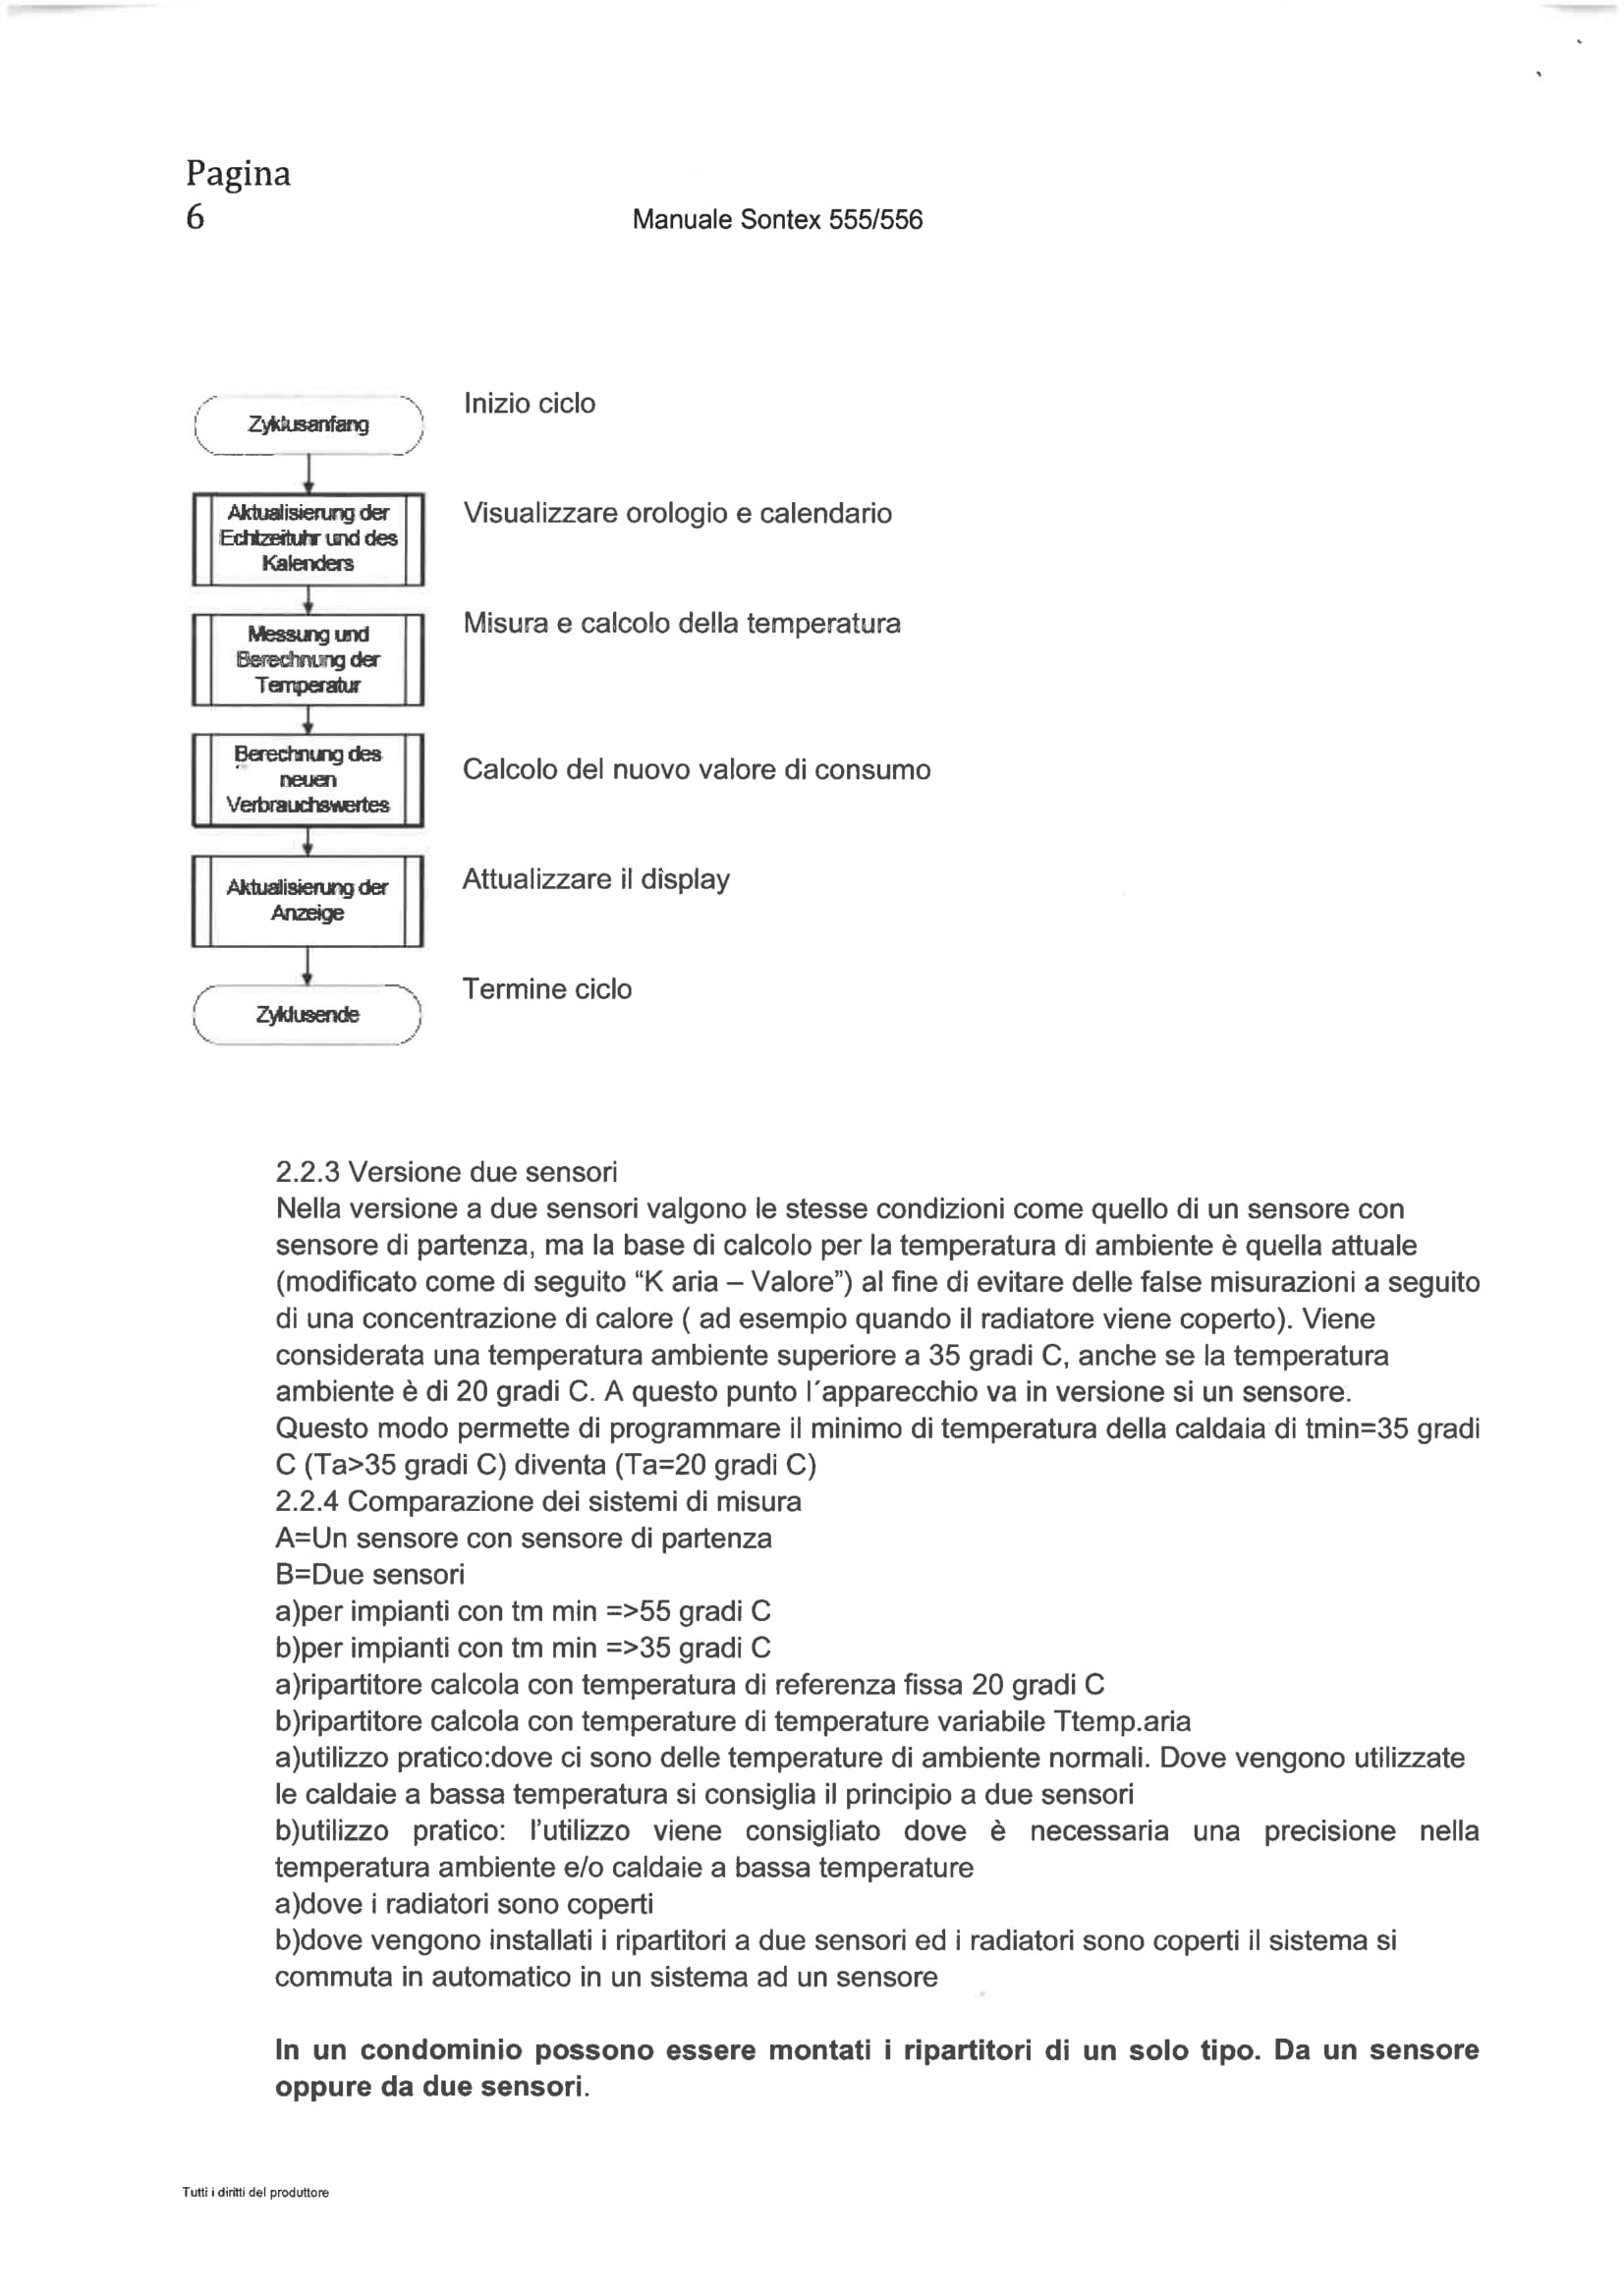 Pagina
6
Manuale Sontex 555/556
Zyklusanfang
Inizio ciclo
Aktualisierung der
Echtzeituhr und des
Kalenders
Visualizzare orologio e calendario
Messung und
Berechnung der
Temperatur
Misura e calcolo della temperatura
Berechnung des
neuen
Verbrauchswertes
Calcolo del nuovo valore di consumo
Aktualisierung der
Anzeige
Attualizzare il display
Zyklusende
Termine ciclo
2.2.3 Versione due sensori
Nella versione a due sensori valgono le stesse condizioni come quello di un sensore con
sensore di partenza, ma la base di calcolo per la temperatura di ambiente è quella attuale
(modificato come di seguito “K aria – Valore”) al fine di evitare delle false misurazioni a seguito
di una concentrazione di calore ( ad esempio quando il radiatore viene coperto). Viene
considerata una temperatura ambiente superiore a 35 gradi C, anche se la temperatura
ambiente è di 20 gradi C. A questo punto l´apparecchio va in versione si un sensore.
Questo modo permette di programmare il minimo di temperatura della caldaia di tmin=35 gradi
C (Ta>35 gradi C) diventa (Ta=20 gradi C)
2.2.4 Comparazione dei sistemi di misura
A=Un sensore con sensore di partenza
B=Due sensori
a)per impianti con tm min =>55 gradi C
b)per impianti con tm min =>35 gradi C
a)ripartitore calcola con temperatura di referenza fissa 20 gradi C
b)ripartitore calcola con temperature di temperature variabile Ttemp.aria
a)utilizzo pratico:dove ci sono delle temperature di ambiente normali. Dove vengono utilizzate
le caldaie a bassa temperatura si consiglia il principio a due sensori
b)utilizzo pratico: l’utilizzo viene consigliato dove è necessaria una precisione nella
temperatura ambiente e/o caldaie a bassa temperature
a)dove i radiatori sono coperti
b)dove vengono installati i ripartitori a due sensori ed i radiatori sono coperti il sistema si
commuta in automatico in un sistema ad un sensore
In un condominio possono essere montati i ripartitori di un solo tipo. Da un sensore
oppure da due sensori.
Tutti i diritti del produttore